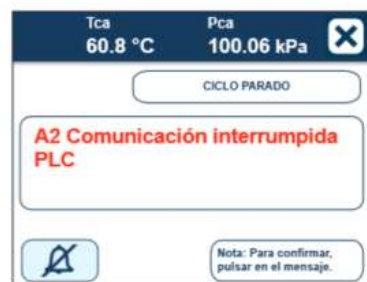 Tca Pca
60.8 °C 100.06 kPa
CICLO PARADO
A2 Comunicación interrumpida
PLC
Nota: Para confirmar,
pulsar en el mensaje.